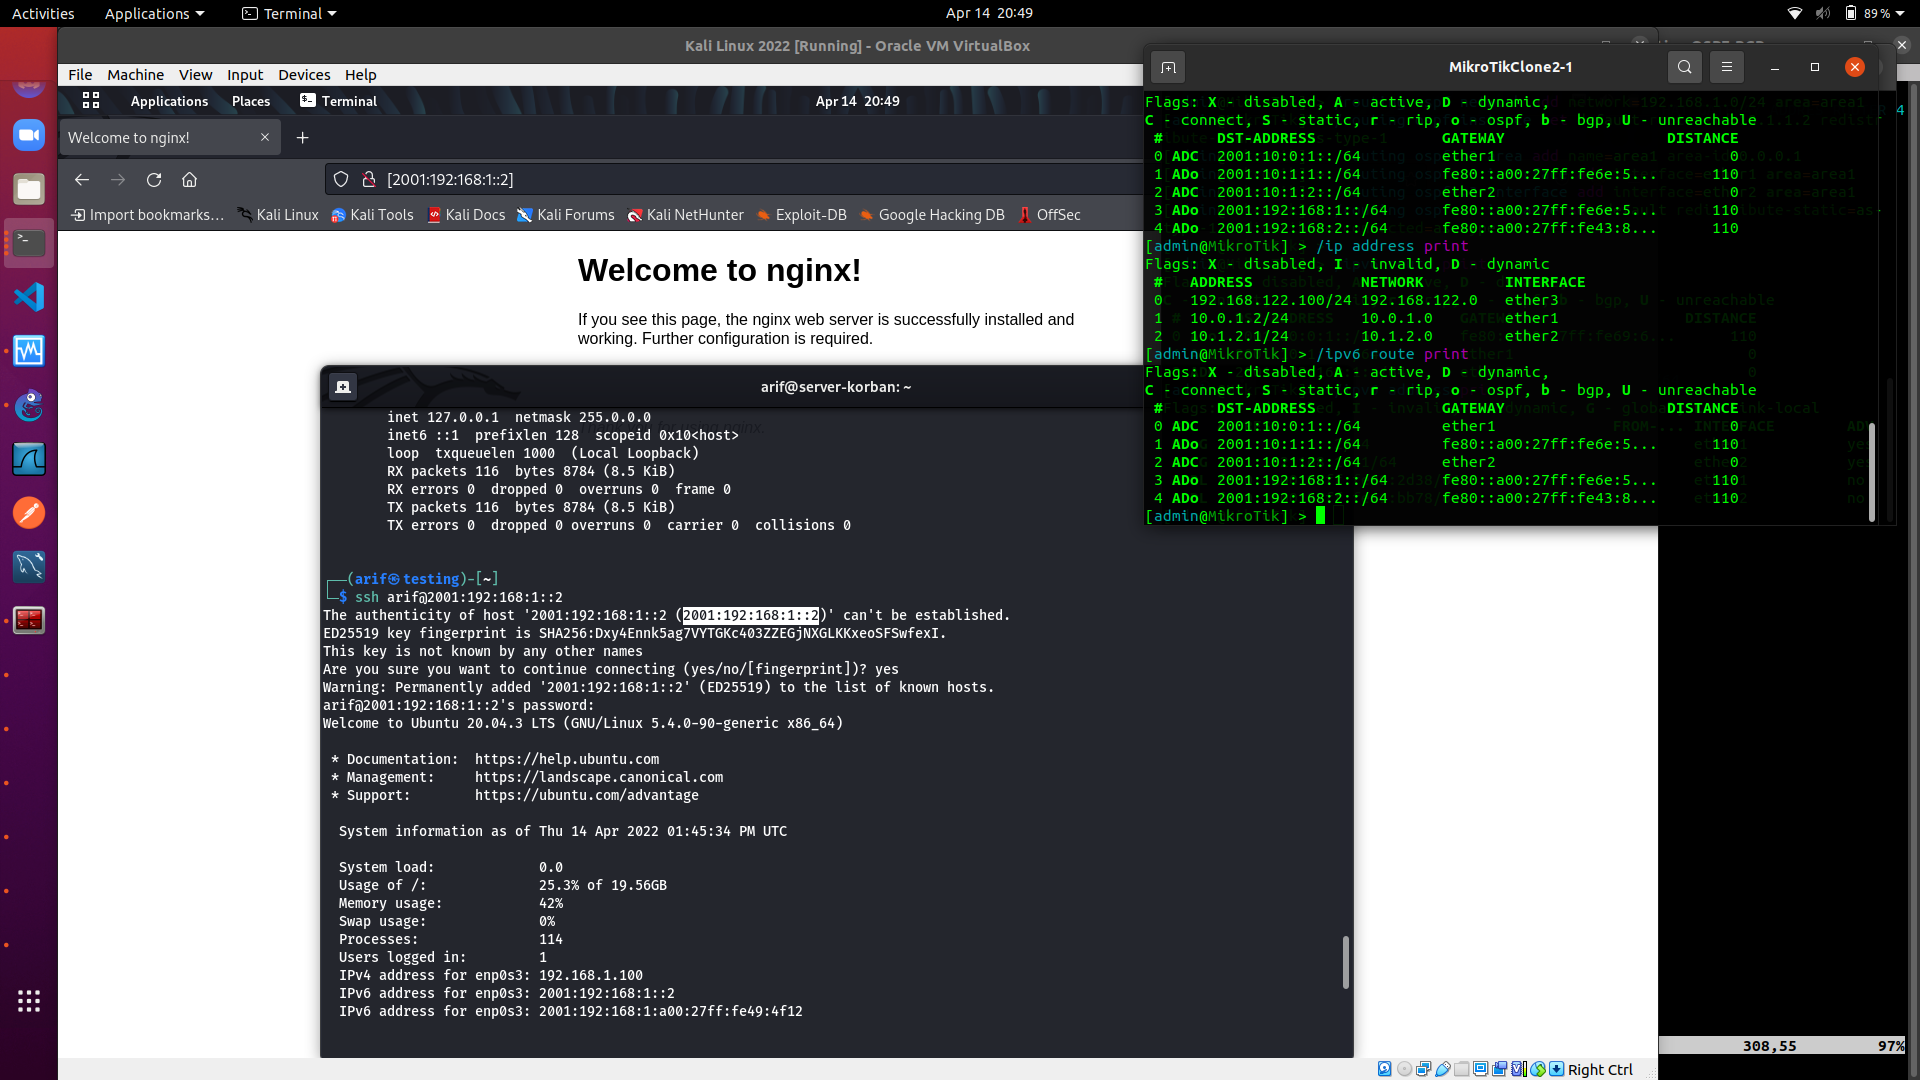 Activities Applications Terminal Apr 14 20:49 89 %
Kali Linux 2022 [Running] - Oracle VM VirtualBox
File Machine View Input Devices Help
Applications Places Terminal Apr 14 20:49
Welcome to nginx!
[2001:192:168:1::2]
Import bookmarks… Kali Linux Kali Tools Kali Docs Kali Forums Kali NetHunter Exploit-DB Google Hacking DB OffSec
Welcome to nginx!
If you see this page, the nginx web server is successfully installed and
working. Further configuration is required.
arif@server-korban: ~
inet 127.0.0.1 netmask 255.0.0.0
inet6 ::1 prefixlen 128 scopeid 0x10<host>
loop txqueuelen 1000 (Local Loopback)
RX packets 116 bytes 8784 (8.5 KiB)
RX errors 0 dropped 0 overruns 0 frame 0
TX packets 116 bytes 8784 (8.5 KiB)
TX errors 0 dropped 0 overruns 0 carrier 0 collisions 0
┌──(arif㉿testing)-[~]
└─$ ssh arif@2001:192:168:1::2
The authenticity of host '2001:192:168:1::2 (2001:192:168:1::2)' can't be established.
ED25519 key fingerprint is SHA256:Dxy4Ennk5ag7VYTGKc403ZZEGjNXGLKKxeoSFSwfexI.
This key is not known by any other names
Are you sure you want to continue connecting (yes/no/[fingerprint])? yes
Warning: Permanently added '2001:192:168:1::2' (ED25519) to the list of known hosts.
arif@2001:192:168:1::2's password:
Welcome to Ubuntu 20.04.3 LTS (GNU/Linux 5.4.0-90-generic x86_64)
* Documentation: https://help.ubuntu.com
* Management: https://landscape.canonical.com
* Support: https://ubuntu.com/advantage
System information as of Thu 14 Apr 2022 01:45:34 PM UTC
System load: 0.0
Usage of /: 25.3% of 19.56GB
Memory usage: 42%
Swap usage: 0%
Processes: 114
Users logged in: 1
IPv4 address for enp0s3: 192.168.1.100
IPv6 address for enp0s3: 2001:192:168:1::2
IPv6 address for enp0s3: 2001:192:168:1:a00:27ff:fe49:4f12
MikroTikClone2-1
Flags: X - disabled, A - active, D - dynamic,
C - connect, S - static, r - rip, o - ospf, b - bgp, U - unreachable
# DST-ADDRESS GATEWAY DISTANCE
0 ADC 2001:10:0:1::/64 ether1 0
1 ADo 2001:10:1:1::/64 fe80::a00:27ff:fe6e:5... 110
2 ADC 2001:10:1:2::/64 ether2 0
3 ADo 2001:192:168:1::/64 fe80::a00:27ff:fe6e:5... 110
4 ADo 2001:192:168:2::/64 fe80::a00:27ff:fe43:8... 110
[admin@MikroTik] > /ip address print
Flags: X - disabled, I - invalid, D - dynamic
# ADDRESS NETWORK INTERFACE
0 192.168.122.100/24 192.168.122.0 ether3
1 10.0.1.2/24 10.0.1.0 ether1
2 10.1.2.1/24 10.1.2.0 ether2
[admin@MikroTik] > /ipv6 route print
Flags: X - disabled, A - active, D - dynamic,
C - connect, S - static, r - rip, o - ospf, b - bgp, U - unreachable
# DST-ADDRESS GATEWAY DISTANCE
0 ADC 2001:10:0:1::/64 ether1 0
1 ADo 2001:10:1:1::/64 fe80::a00:27ff:fe6e:5... 110
2 ADC 2001:10:1:2::/64 ether2 0
3 ADo 2001:192:168:1::/64 fe80::a00:27ff:fe6e:5... 110
4 ADo 2001:192:168:2::/64 fe80::a00:27ff:fe43:8... 110
[admin@MikroTik] >
308,55 97%
Right Ctrl